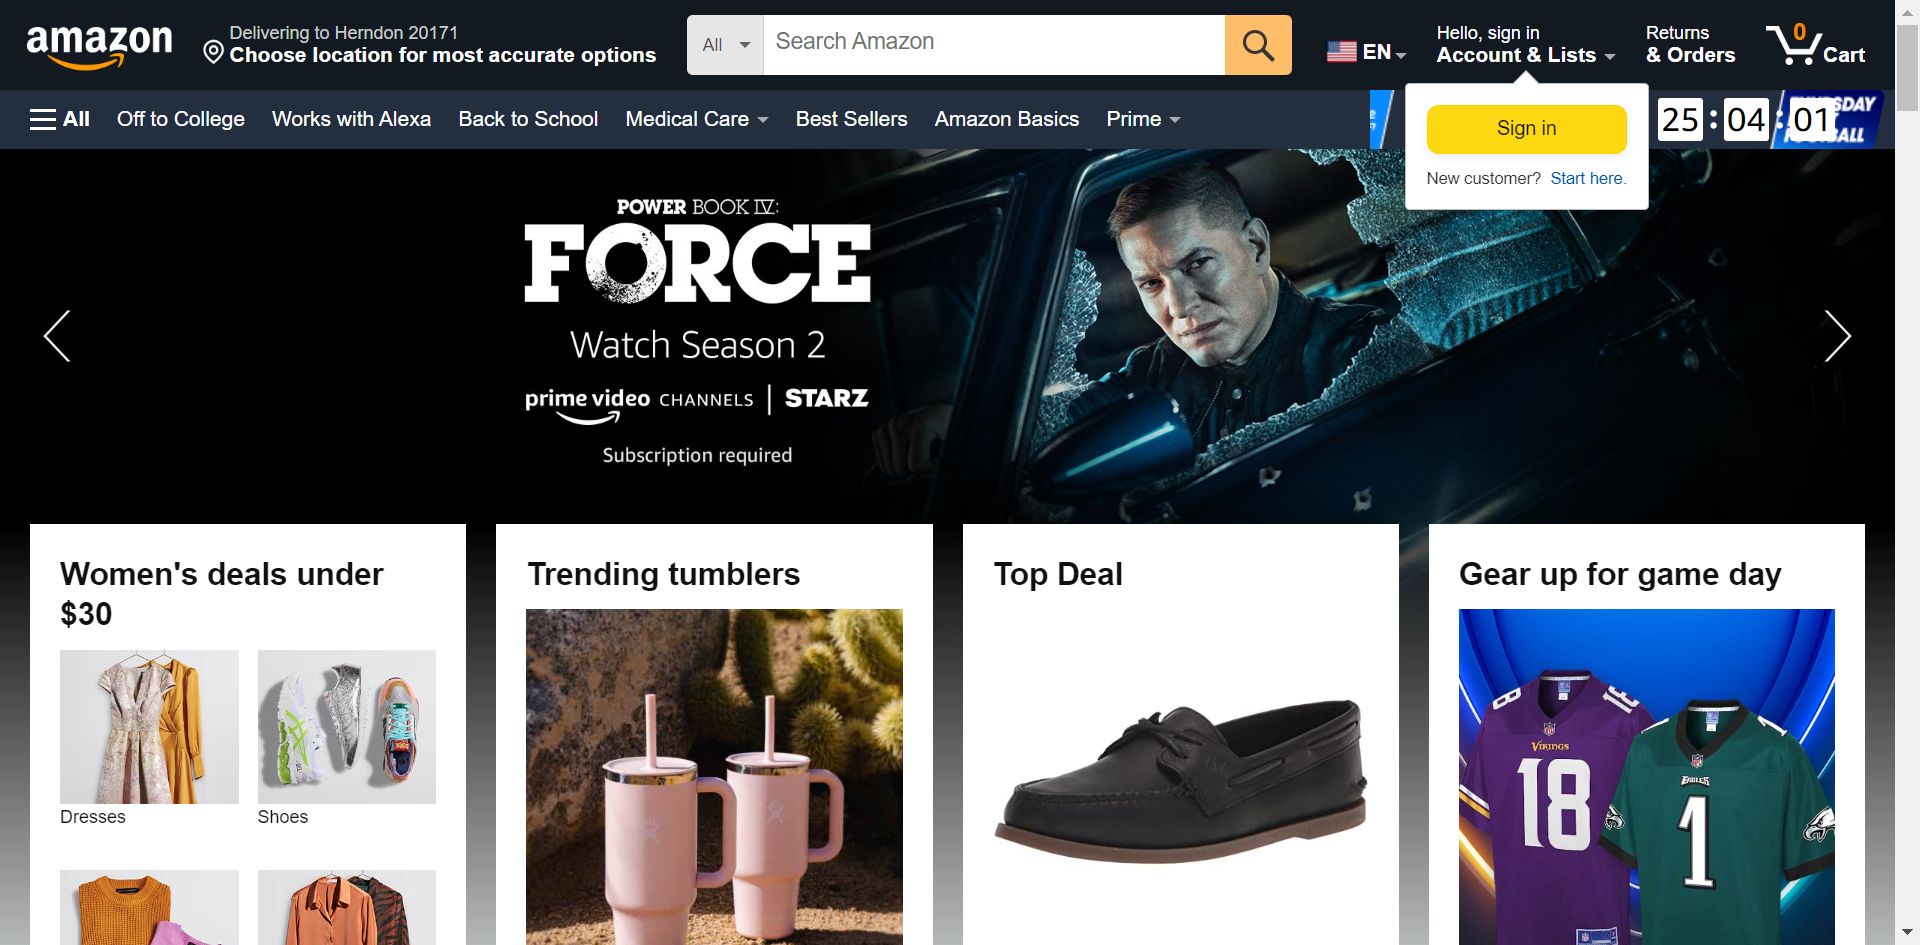 amazon
Delivering to Herndon 20171
Choose location for most accurate options
All
Search Amazon
EN
Hello, sign in
Account & Lists
Returns
& Orders
0
Cart
All
Off to College
Works with Alexa
Back to School
Medical Care
Best Sellers
Amazon Basics
Prime
25 : 04 : 01
Sign in
New customer? Start here.
POWER BOOK IV:
FORCE
Watch Season 2
prime video CHANNELS | STARZ
Subscription required
Women's deals under
$30
Dresses
Shoes
Trending tumblers
Top Deal
Gear up for game day
18
VIKINGS
18
EAGLES
1